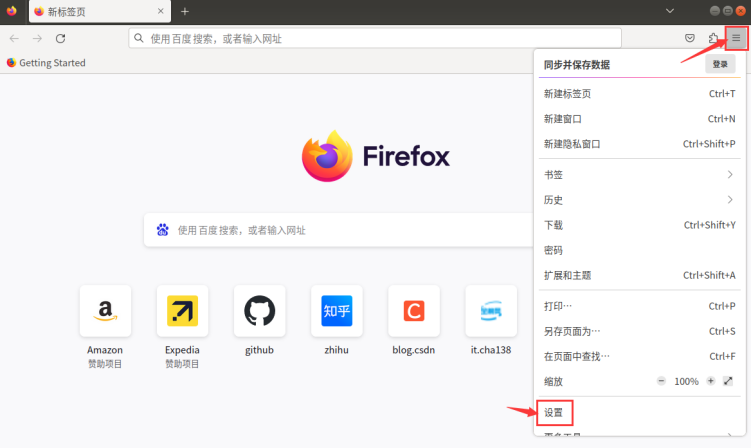 新标签页
使用百度搜索，或者输入网址
Getting Started
同步并保存数据 登录
新建标签页 Ctrl+T
新建窗口 Ctrl+N
新建隐私窗口 Ctrl+Shift+P
书签
历史
下载 Ctrl+Shift+Y
密码
扩展和主题 Ctrl+Shift+A
打印… Ctrl+P
另存页面为… Ctrl+S
在页面中查找… Ctrl+F
缩放 − 100% +
设置
Firefox
使用百度搜索，或者输入网址
a
知乎
C
Amazon
赞助项目
Expedia
赞助项目
github
zhihu
blog.csdn
it.cha138